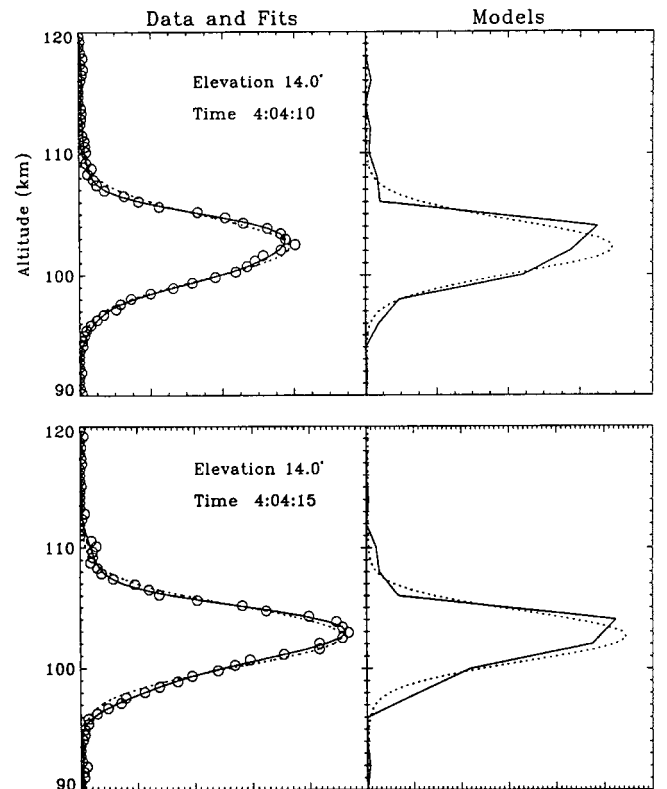 Data and Fits
Models
120
Elevation 14.0°
Time 4:04:10
110
Altitude (km)
100
90
120
Elevation 14.0°
Time 4:04:15
110
100
90